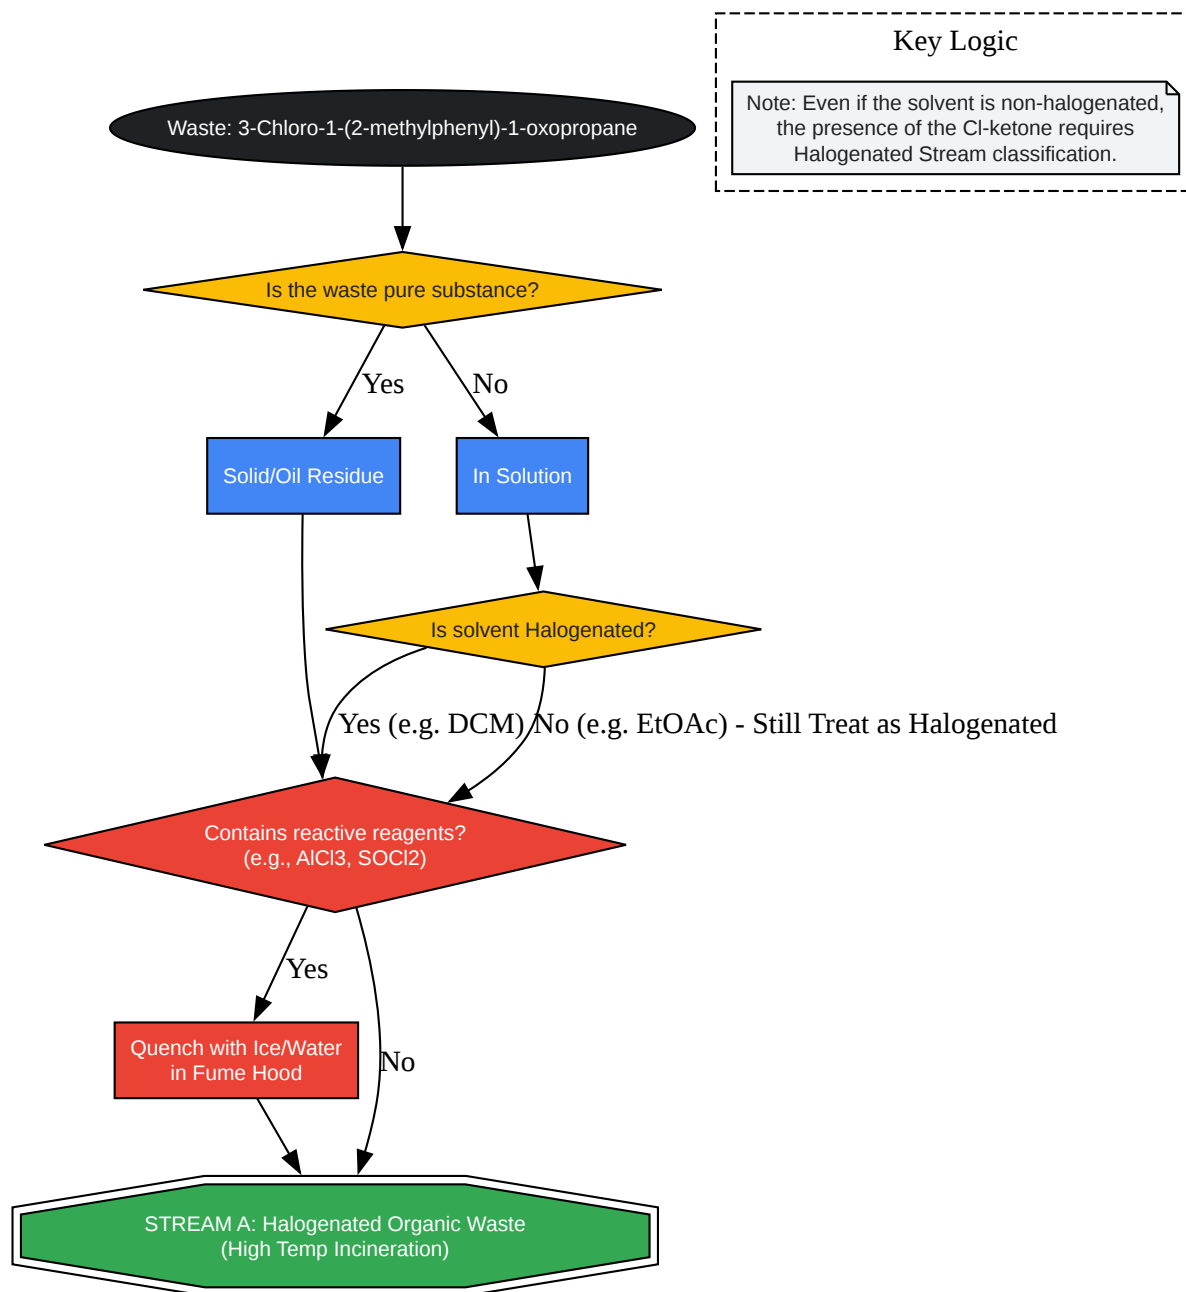 Key Logic
Note: Even if the solvent is non-halogenated,
the presence of the Cl-ketone requires
Halogenated Stream classification.
Waste: 3-Chloro-1-(2-methylphenyl)-1-oxopropane
Is the waste pure substance?
Yes
No
Solid/Oil Residue
In Solution
Is solvent Halogenated?
Yes (e.g. DCM)
No (e.g. EtOAc) - Still Treat as Halogenated
Contains reactive reagents?
(e.g., AlCl3, SOCl2)
Yes
Quench with Ice/Water
in Fume Hood
No
STREAM A: Halogenated Organic Waste
(High Temp Incineration)